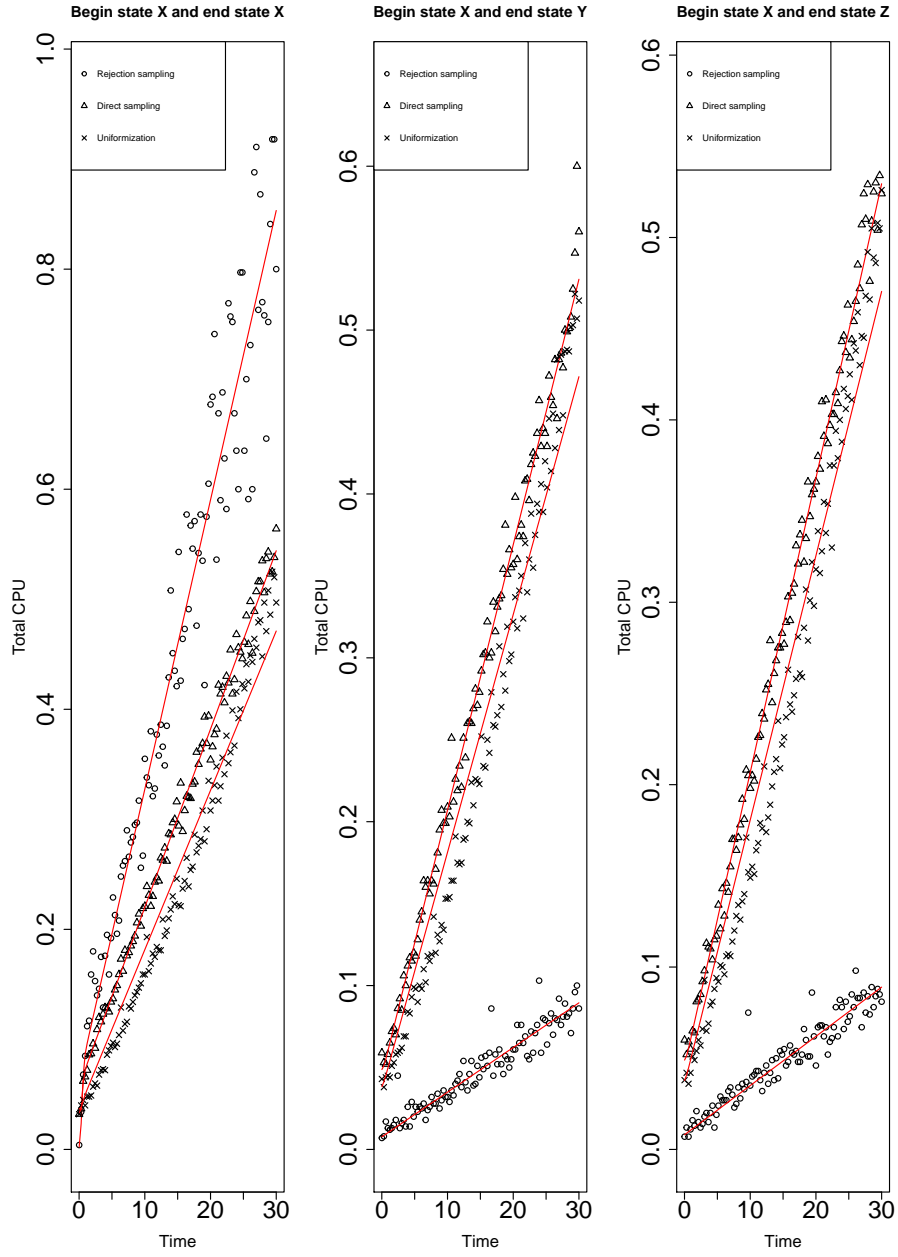 Begin state X and end state X
Rejection sampling
Direct sampling
Uniformization
Total CPU
0.0
0.2
0.4
0.6
0.8
1.0
0 10 20 30
Time
Begin state X and end state Y
Rejection sampling
Direct sampling
Uniformization
Total CPU
0.0
0.1
0.2
0.3
0.4
0.5
0.6
0 10 20 30
Time
Begin state X and end state Z
Rejection sampling
Direct sampling
Uniformization
Total CPU
0.0
0.1
0.2
0.3
0.4
0.5
0.6
0 10 20 30
Time